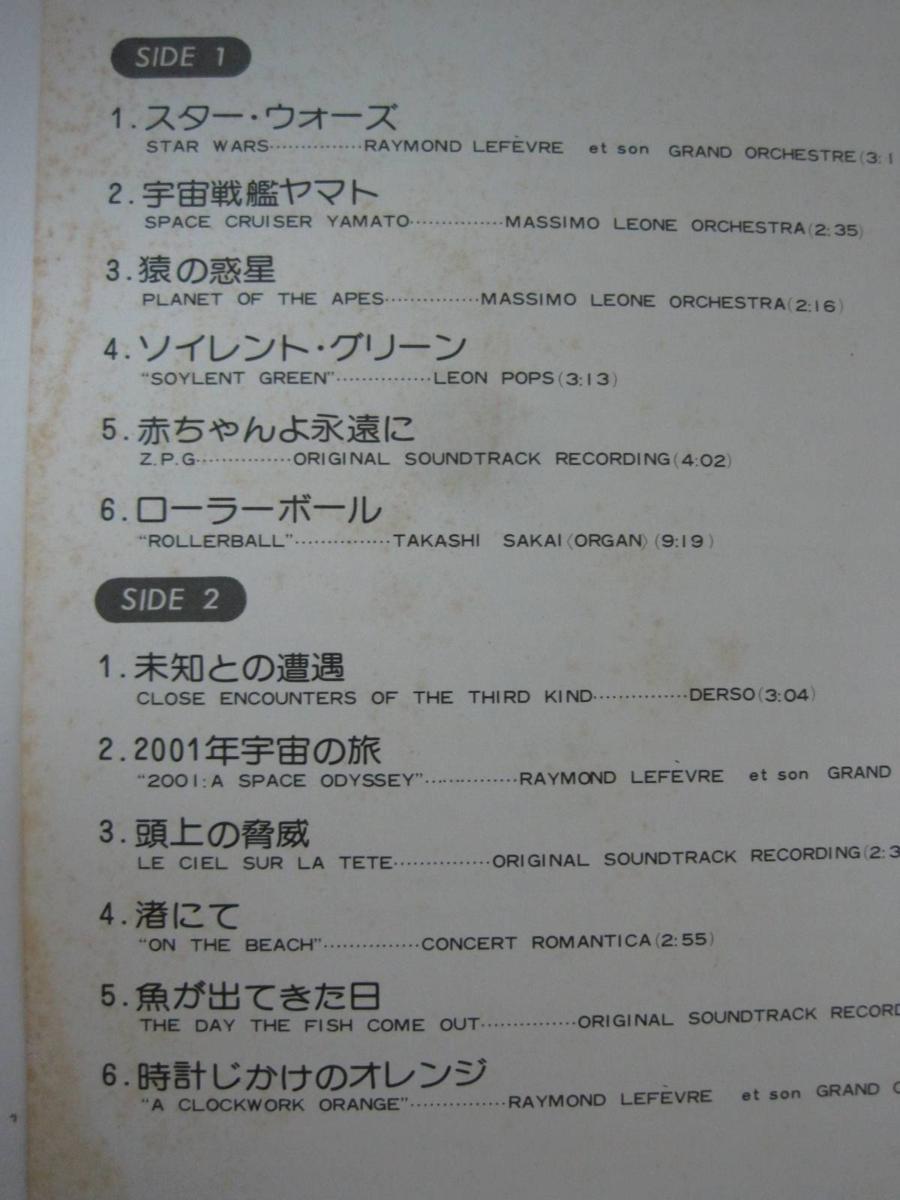 SIDE 1
1.スター・ウォーズ
STAR WARS··············RAYMOND LEFÈVRE et son GRAND ORCHESTRE(3:1
2.宇宙戦艦ヤマト
SPACE CRUISER YAMATO··············MASSIMO LEONE ORCHESTRA(2:35)
3.猿の惑星
PLANET OF THE APES··············MASSIMO LEONE ORCHESTRA(2:16)
4.ソイレント・グリーン
“SOYLENT GREEN”··············LEON POPS(3:13)
5.赤ちゃんよ永遠に
Z.P.G··············ORIGINAL SOUNDTRACK RECORDING(4:02)
6.ローラーボール
“ROLLERBALL”··············TAKASHI SAKAI〈ORGAN〉(9:19)
SIDE 2
1.未知との遭遇
CLOSE ENCOUNTERS OF THE THIRD KIND··············DERSO(3:04)
2.2001年宇宙の旅
“2001:A SPACE ODYSSEY”··············RAYMOND LEFÈVRE et son GRAND
3.頭上の脅威
LE CIEL SUR LA TETE··············ORIGINAL SOUNDTRACK RECORDING(2:3
4.渚にて
“ON THE BEACH”··············CONCERT ROMANTICA(2:55)
5.魚が出てきた日
THE DAY THE FISH COME OUT··············ORIGINAL SOUNDTRACK RECORD
6.時計じかけのオレンジ
“A CLOCKWORK ORANGE”··············RAYMOND LEFÈVRE et son GRAND